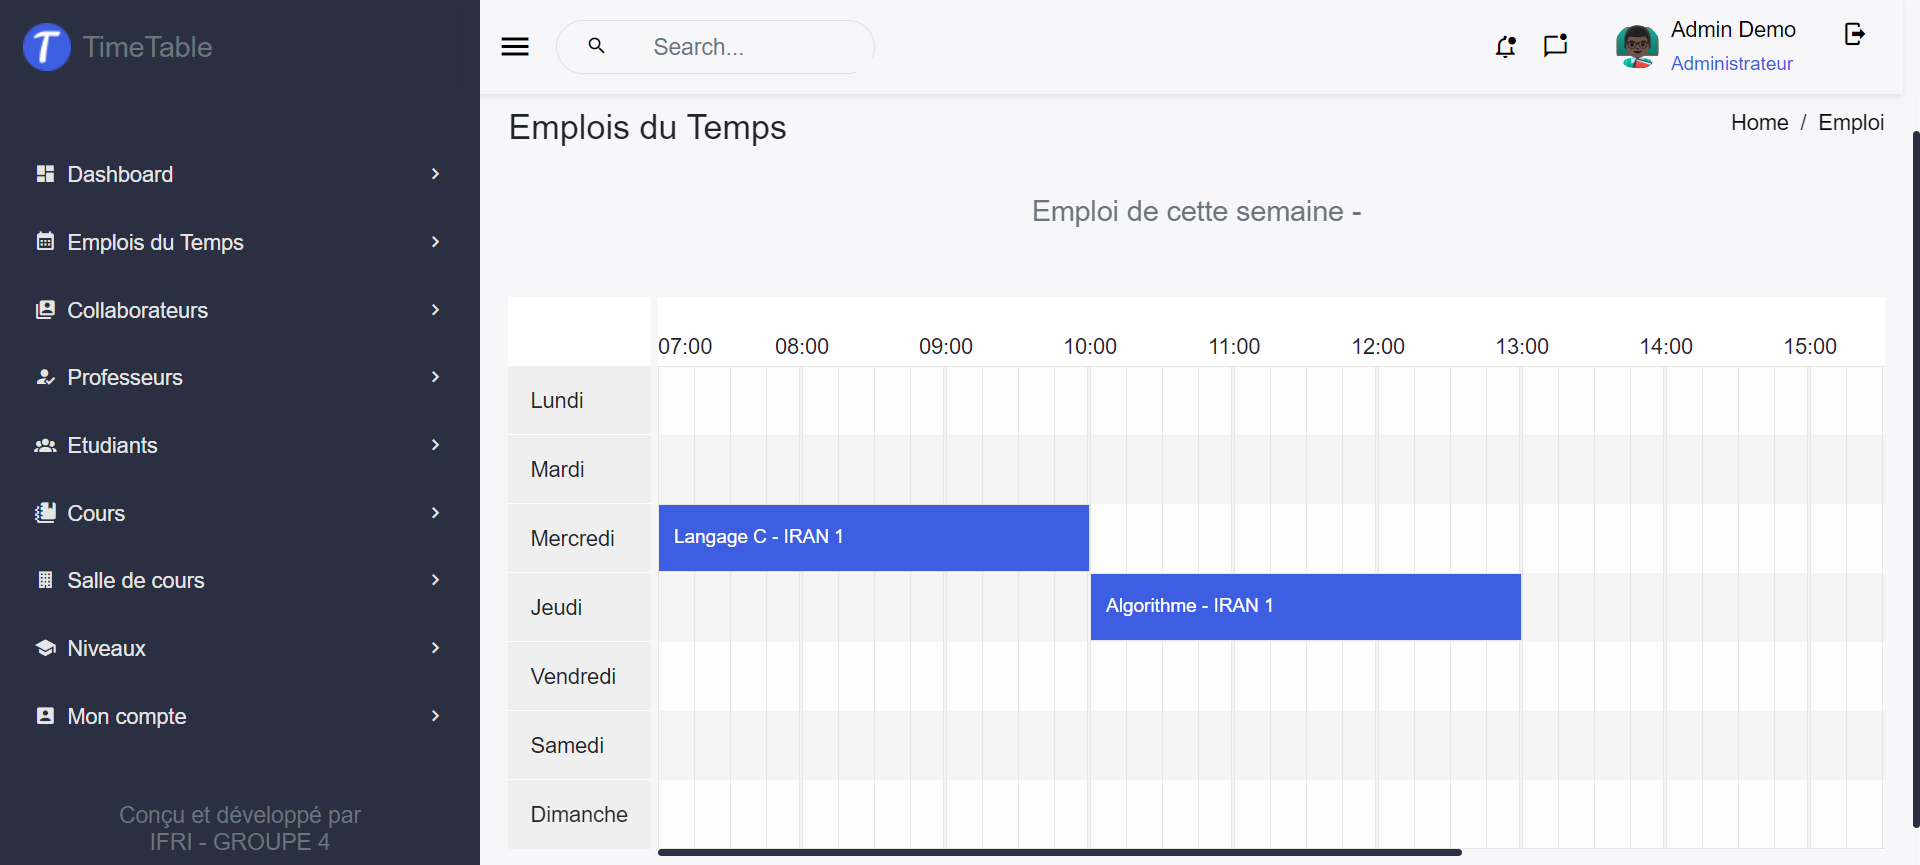 T TimeTable
Dashboard
Emplois du Temps
Collaborateurs
Professeurs
Etudiants
Cours
Salle de cours
Niveaux
Mon compte
Conçu et développé par
IFRI - GROUPE 4
Search...
Admin Demo
Administrateur
Emplois du Temps
Home / Emploi
Emploi de cette semaine -
07:00 08:00 09:00 10:00 11:00 12:00 13:00 14:00 15:00
Lundi
Mardi
Mercredi Langage C - IRAN 1
Jeudi Algorithme - IRAN 1
Vendredi
Samedi
Dimanche